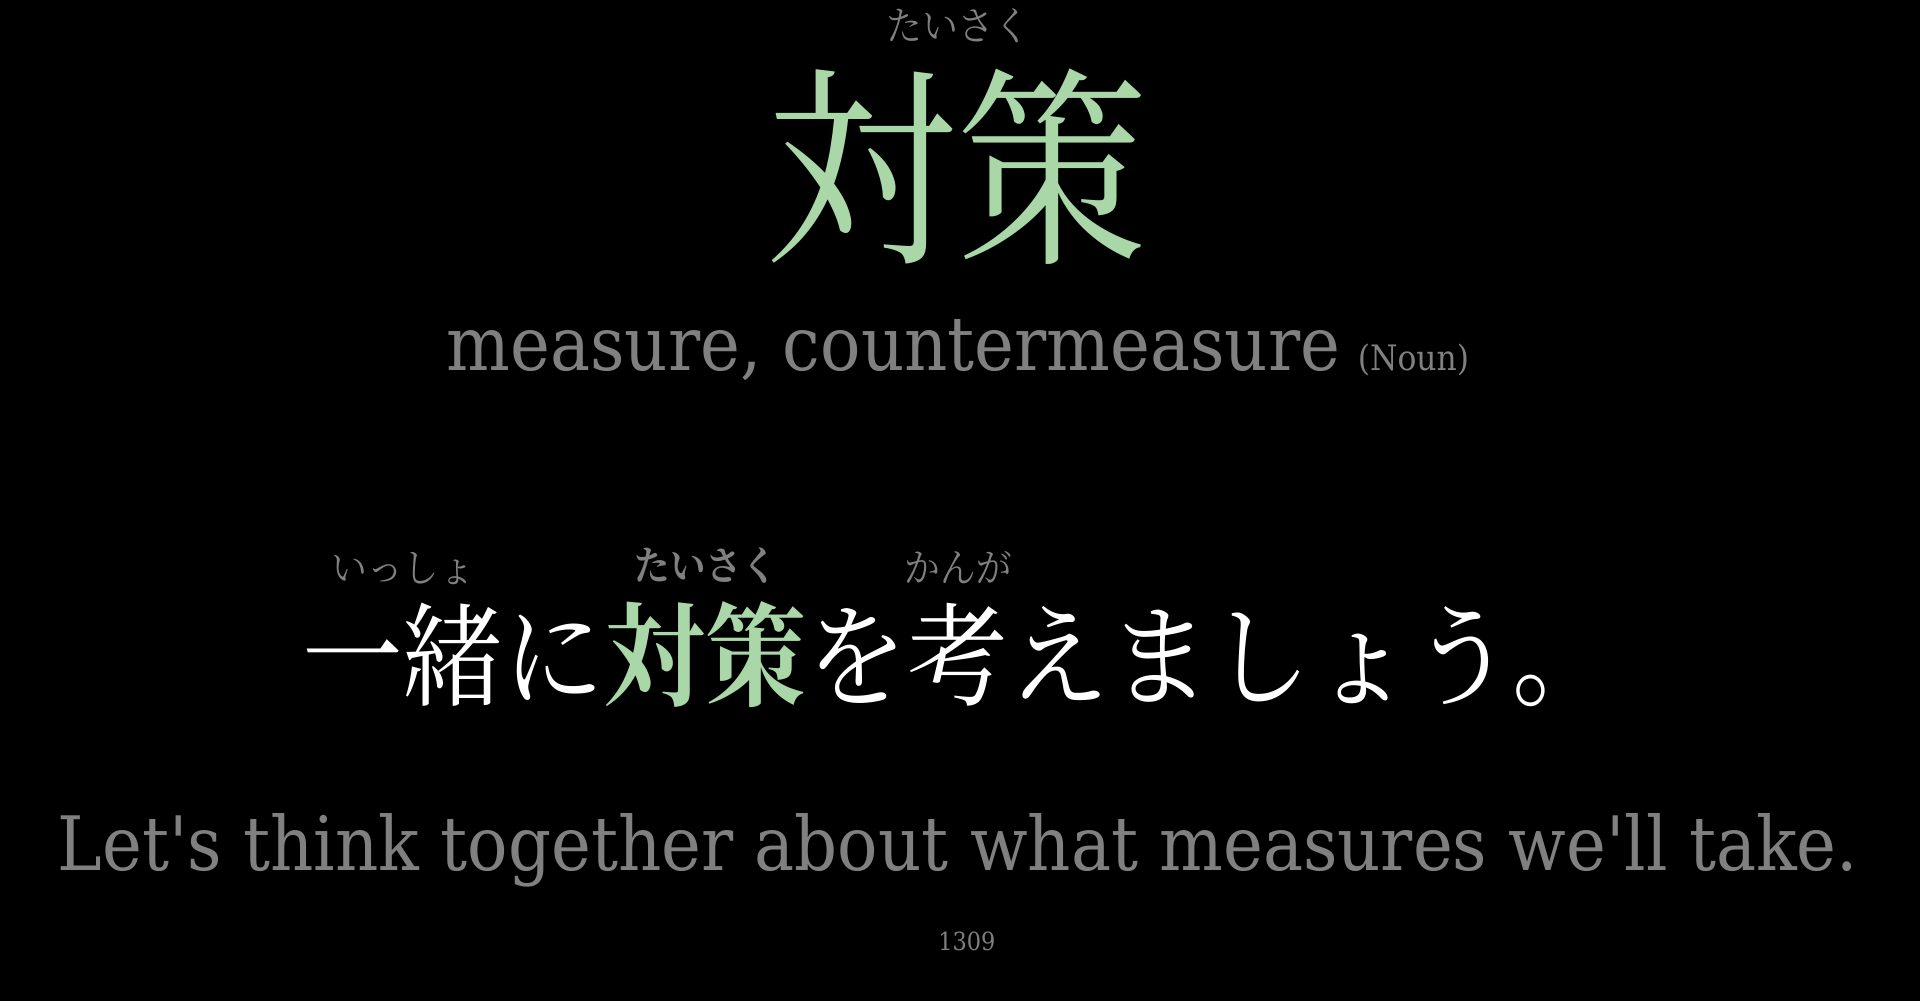 たいさく
対策
measure, countermeasure (Noun)
いっしょ たいさく かんが
一緒に対策を考えましょう。
Let's think together about what measures we'll take.
1309